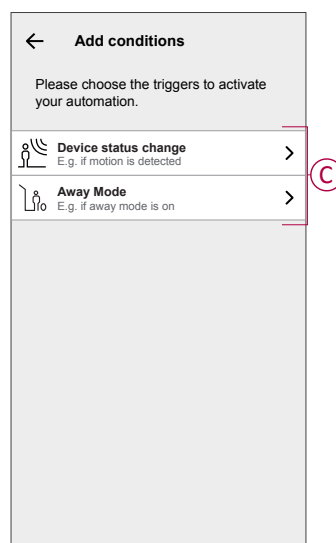 Add conditions
Please choose the triggers to activate
your automation.
Device status change
E.g. if motion is detected
Away Mode
E.g. if away mode is on
C